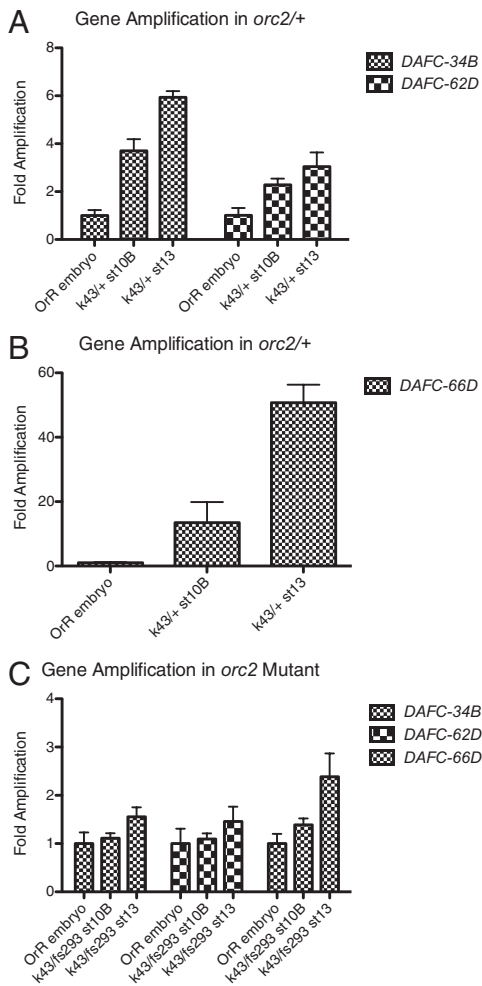 A
Gene Amplification in orc2/+
Fold Amplification
8
6
4
2
0
OrR embryo
k43/+ st10B
k43/+ st13
OrR embryo
k43/+ st10B
k43/+ st13
DAFC-34B
DAFC-62D
B
Gene Amplification in orc2/+
Fold Amplification
60
40
20
0
OrR embryo
k43/+ st10B
k43/+ st13
DAFC-66D
C
Gene Amplification in orc2 Mutant
Fold Amplification
4
3
2
1
0
OrR embryo
k43/fs293 st10B
k43/fs293 st13
OrR embryo
k43/fs293 st10B
k43/fs293 st13
OrR embryo
k43/fs293 st10B
k43/fs293 st13
DAFC-34B
DAFC-62D
DAFC-66D